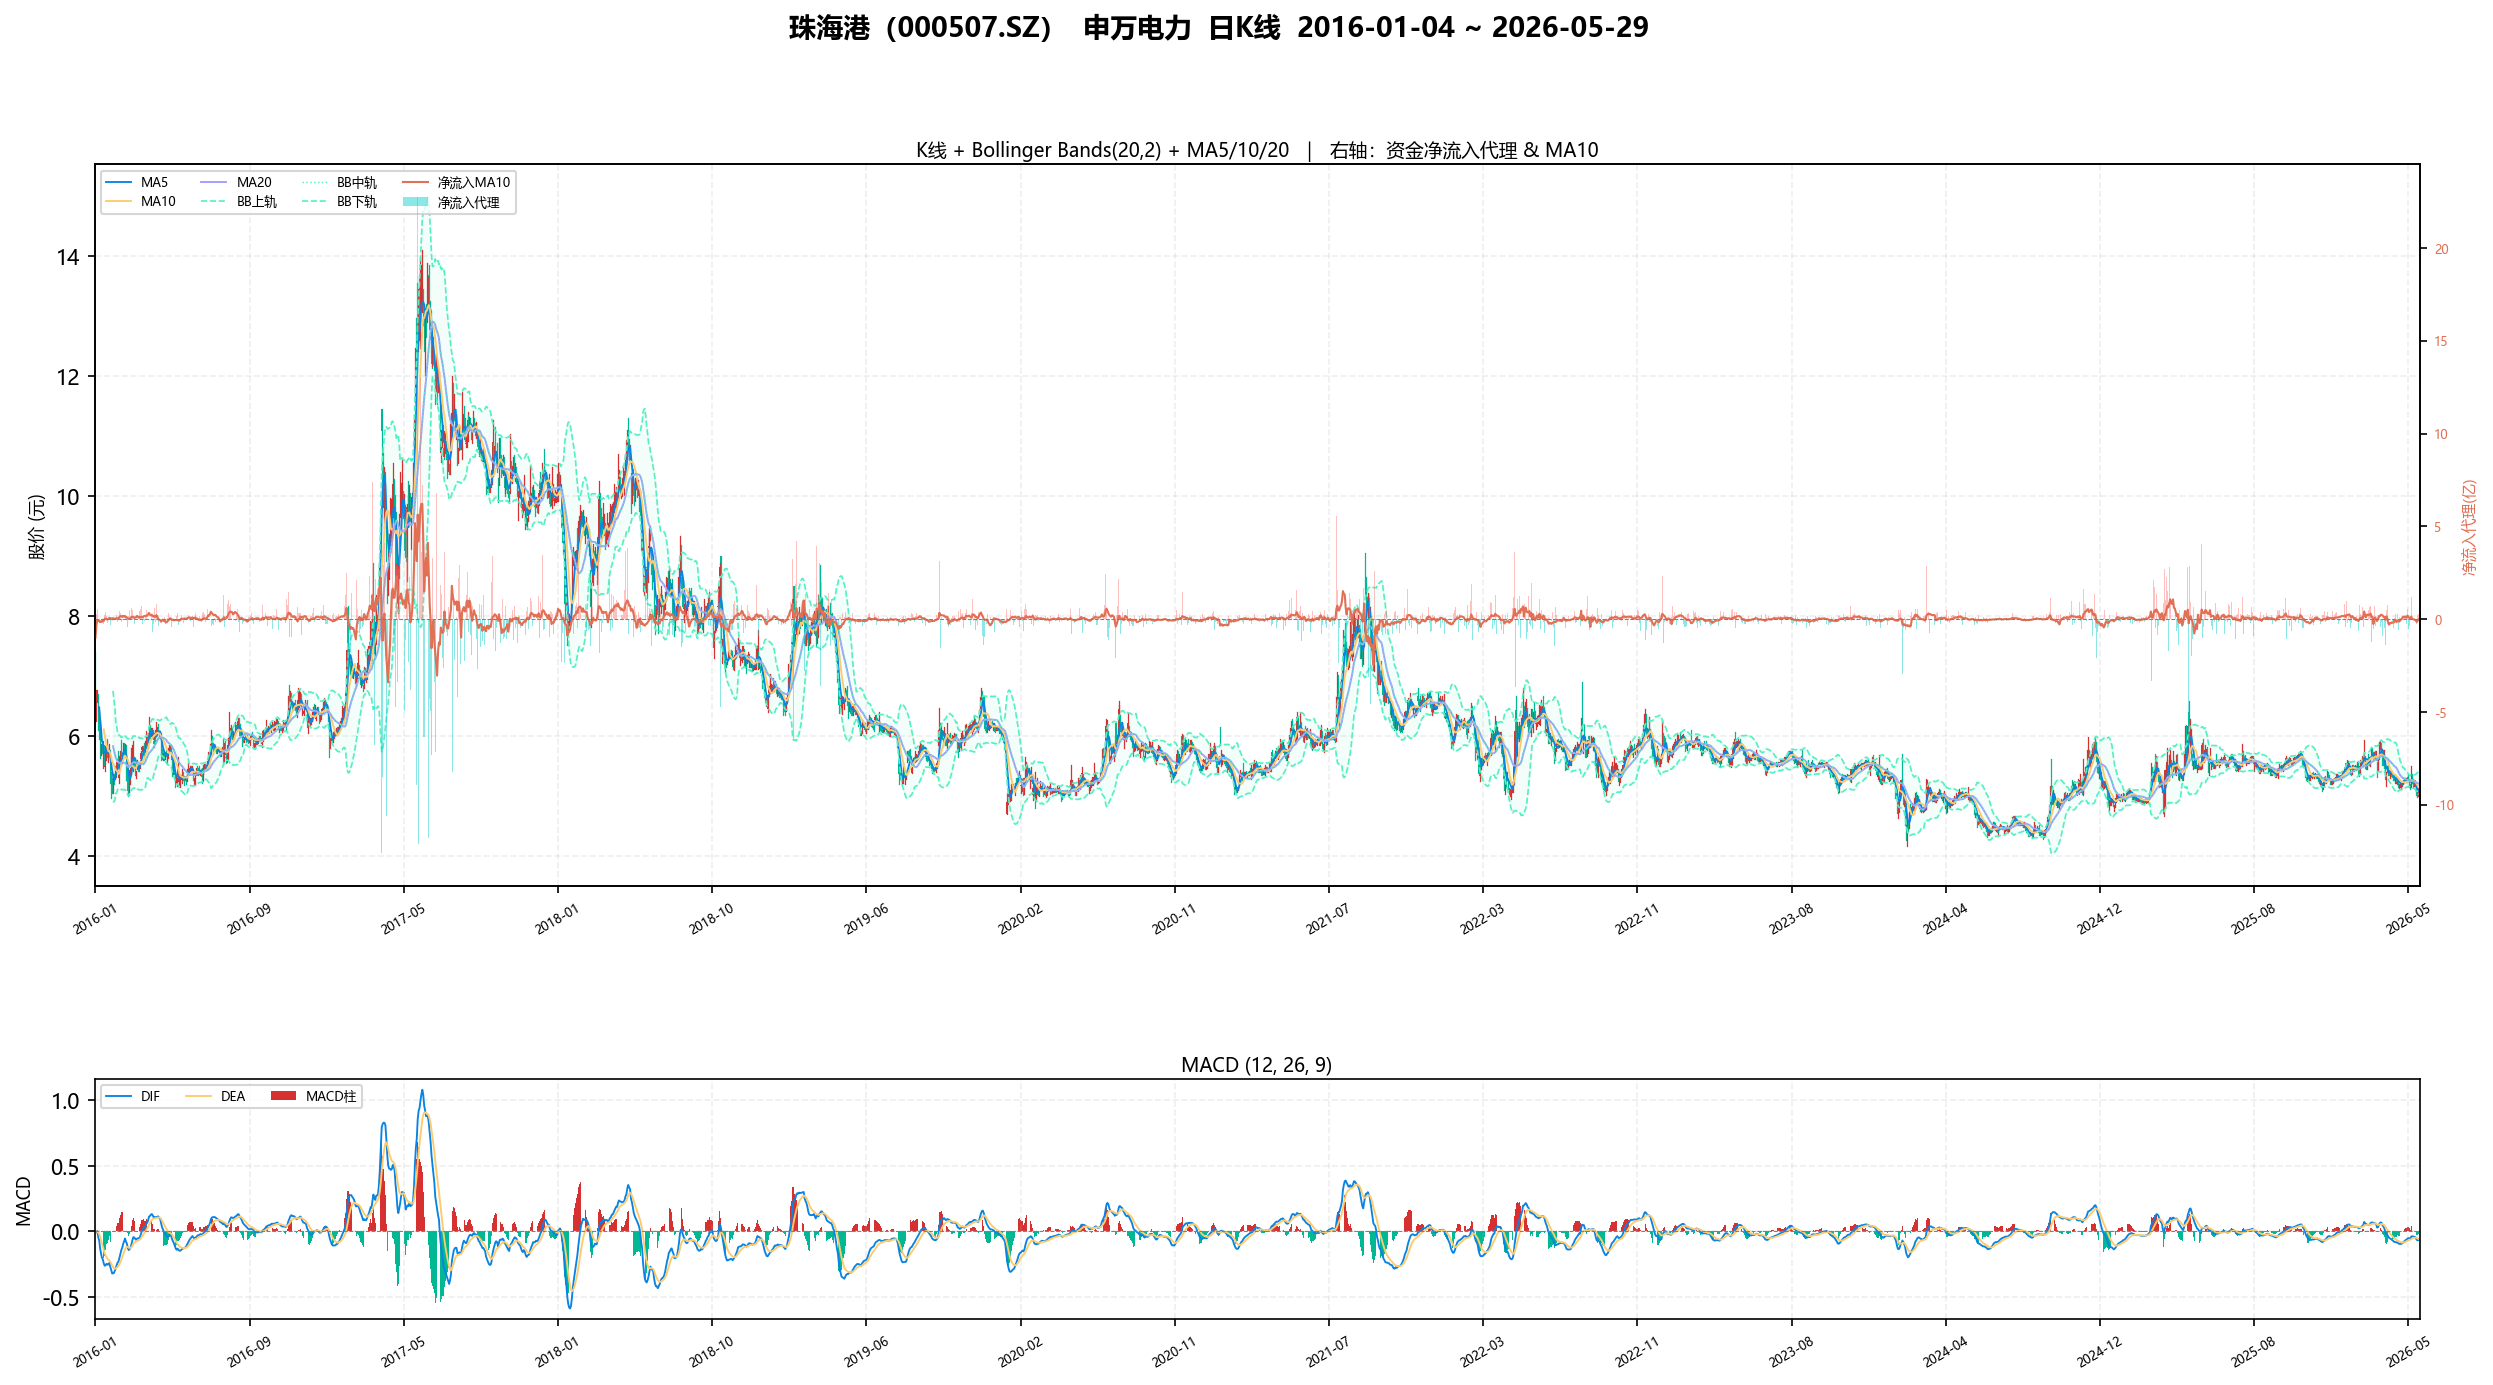 珠海港（000507.SZ） 申万电力 日K线 2016-01-04 ~ 2026-05-29
K线 + Bollinger Bands(20,2) + MA5/10/20 | 右轴：资金净流入代理 & MA10
MA5 MA20 BB中轨 净流入MA10
MA10 BB上轨 BB下轨 净流入代理
股价 (元)
14
12
10
8
6
4
20
15
10
5
0
-5
-10
净流入代理(亿)
2016-01 2016-09 2017-05 2018-01 2018-10 2019-06 2020-02 2020-11 2021-07 2022-03 2022-11 2023-08 2024-04 2024-12 2025-08 2026-05
MACD (12, 26, 9)
DIF DEA MACD柱
MACD
1.0
0.5
0.0
-0.5
2016-01 2016-09 2017-05 2018-01 2018-10 2019-06 2020-02 2020-11 2021-07 2022-03 2022-11 2023-08 2024-04 2024-12 2025-08 2026-05